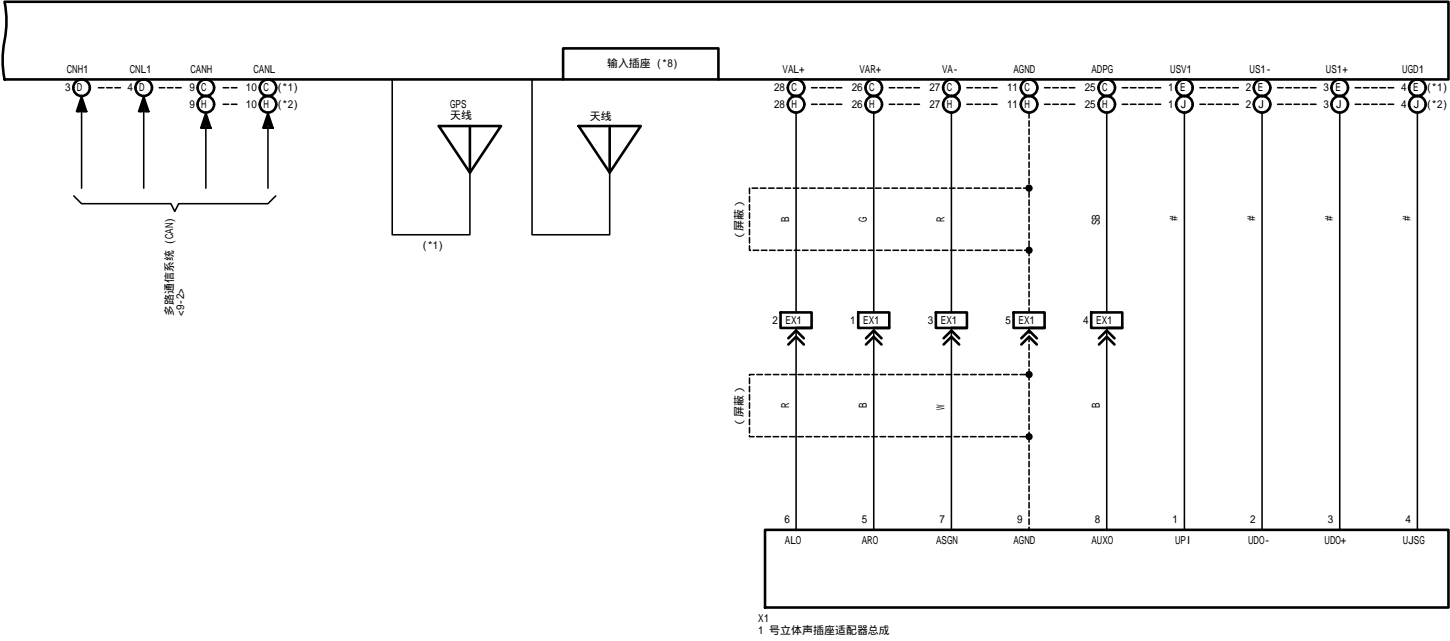 输入插座 (*8)
CNH1 CNL1 CANH CANL
3 D 4 D 9 C 10 C (*1)
9 H 10 H (*2)
VAL+ VAR+ VA- AGND ADPG USV1 US1- US1+ UGD1
28 C 26 C 27 C 11 C 25 C 1 E 2 E 3 E 4 E (*1)
28 H 26 H 27 H 11 H 25 H 1 J 2 J 3 J 4 J (*2)
GPS
天线
天线
(*1)
多路通信系统 (CAN)
<9-2>
(屏蔽)
B G R SB # # # #
2 EX1 1 EX1 3 EX1 5 EX1 4 EX1
(屏蔽)
R B W B
6 5 7 9 8 1 2 3 4
ALO ARO ASGN AGND AUXO UPI UDO- UDO+ UJSG
X1
1 号立体声插座适配器总成